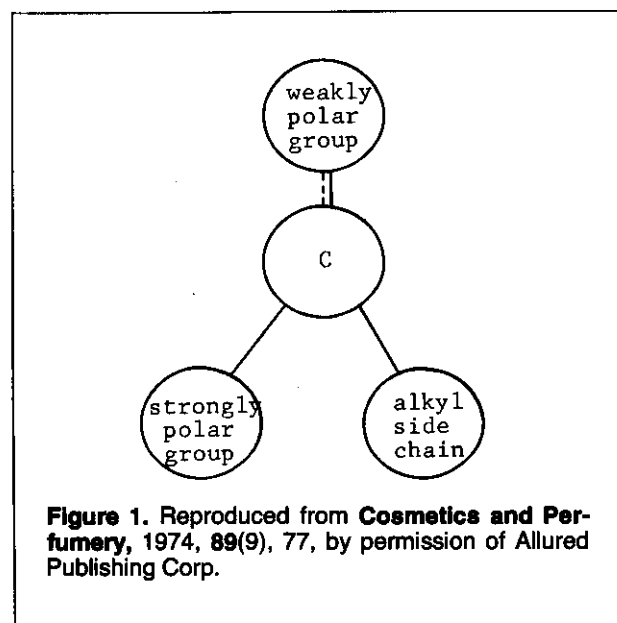 weakly
polar
group
C
strongly
polar
group
alkyl
side
chain
Figure 1. Reproduced from Cosmetics and Per-
fumery, 1974, 89(9), 77, by permission of Allured
Publishing Corp.